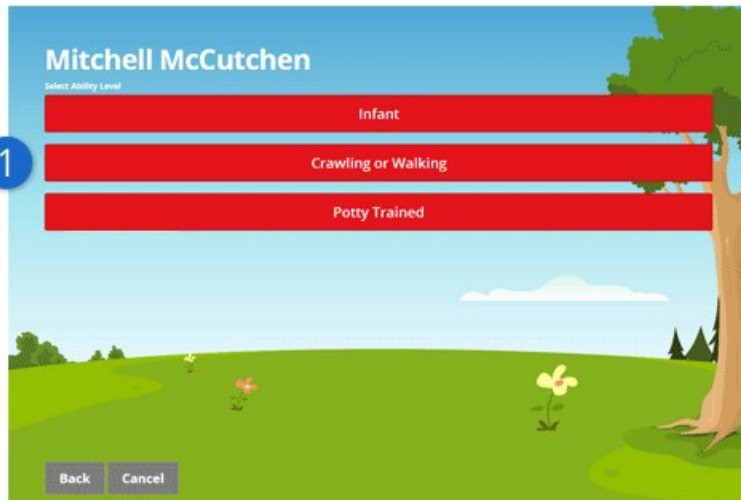 Mitchell McCutchen
Select Ability Level
Infant
1
Crawling or Walking
Potty Trained
Back Cancel